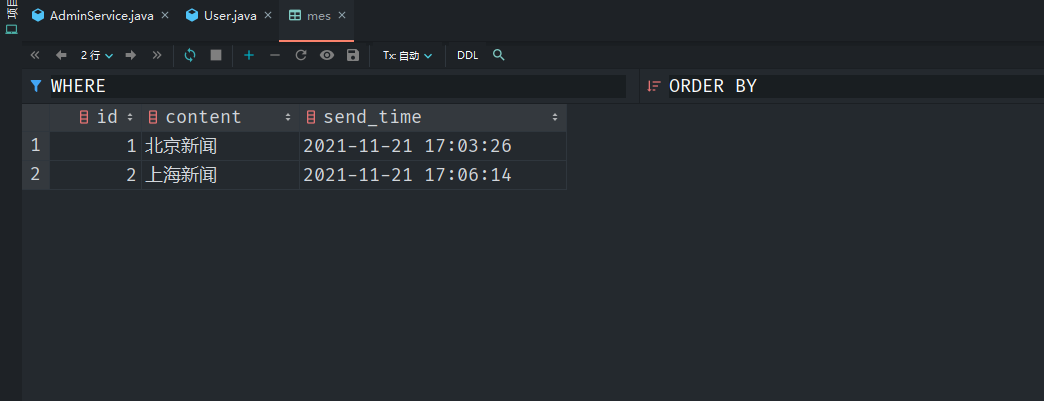 项目
AdminService.java User.java mes
2 行 Tx: 自动 DDL
WHERE ORDER BY
id content send_time
1 1 北京新闻 2021-11-21 17:03:26
2 2 上海新闻 2021-11-21 17:06:14